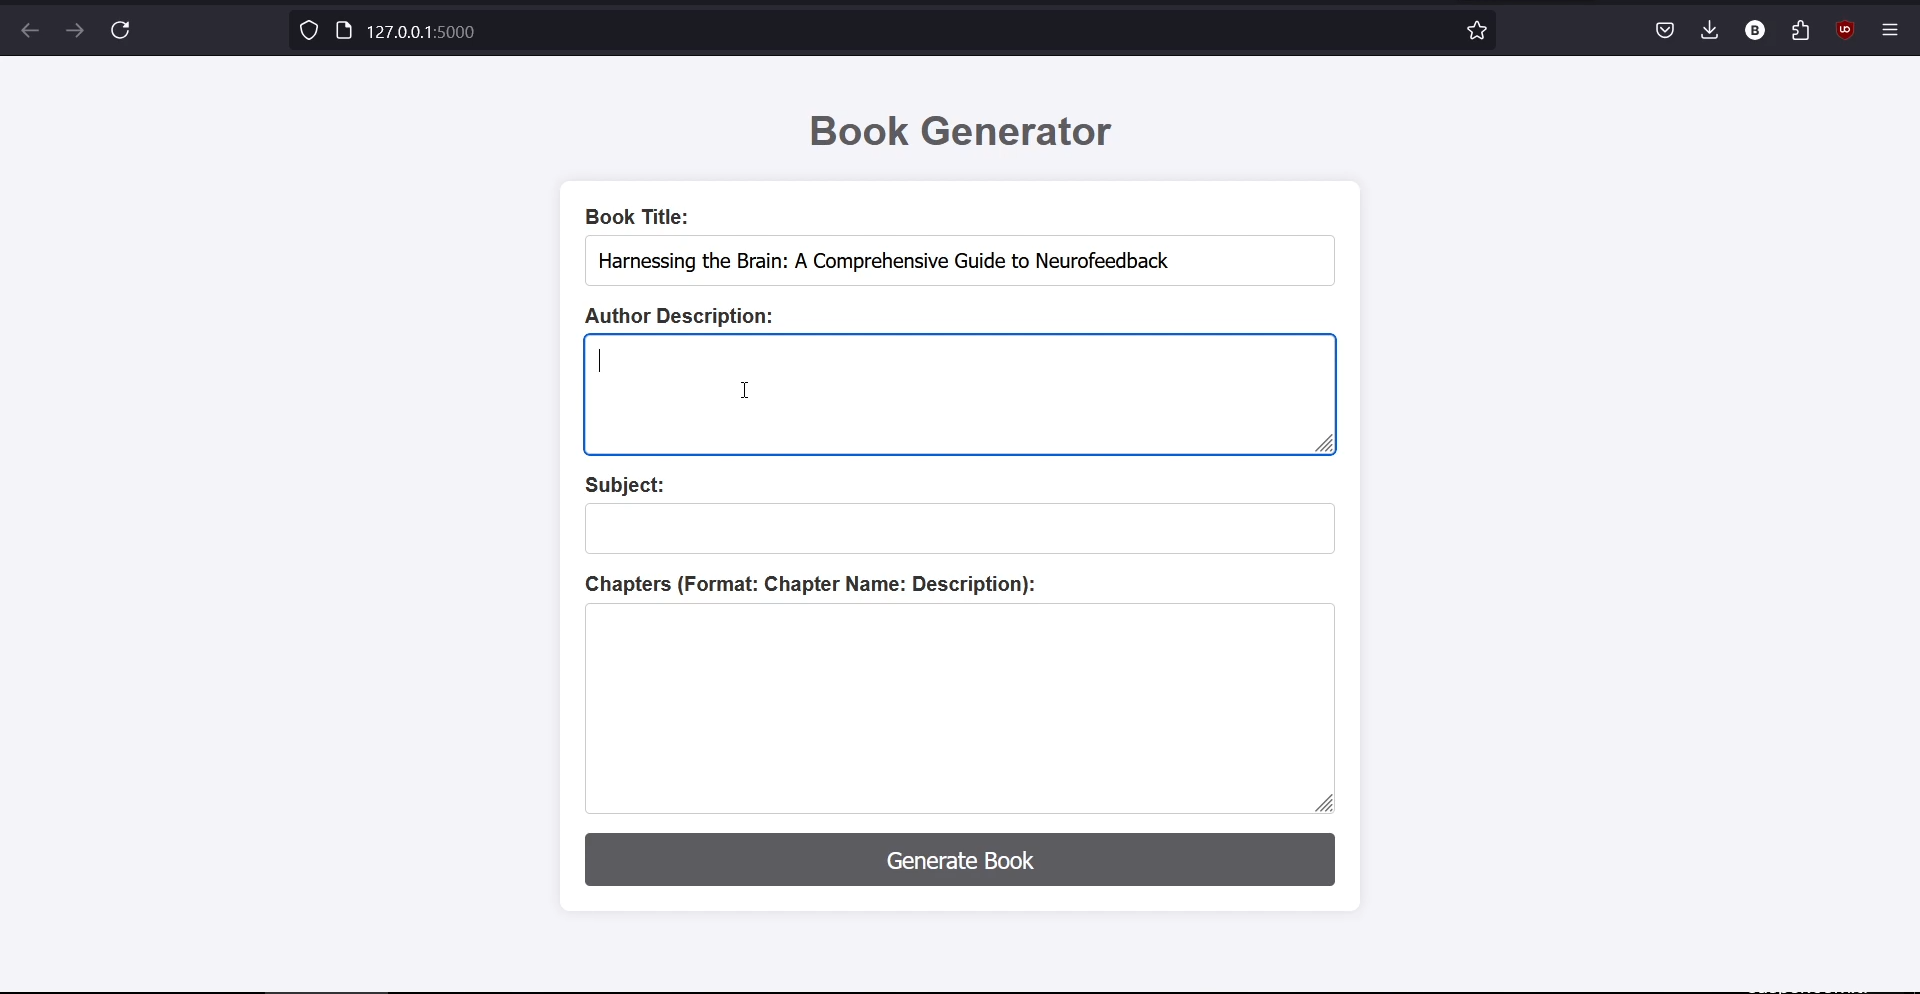 127.0.0.1:5000
B
Book Generator
Book Title:
Harnessing the Brain: A Comprehensive Guide to Neurofeedback
Author Description:
Subject:
Chapters (Format: Chapter Name: Description):
Generate Book